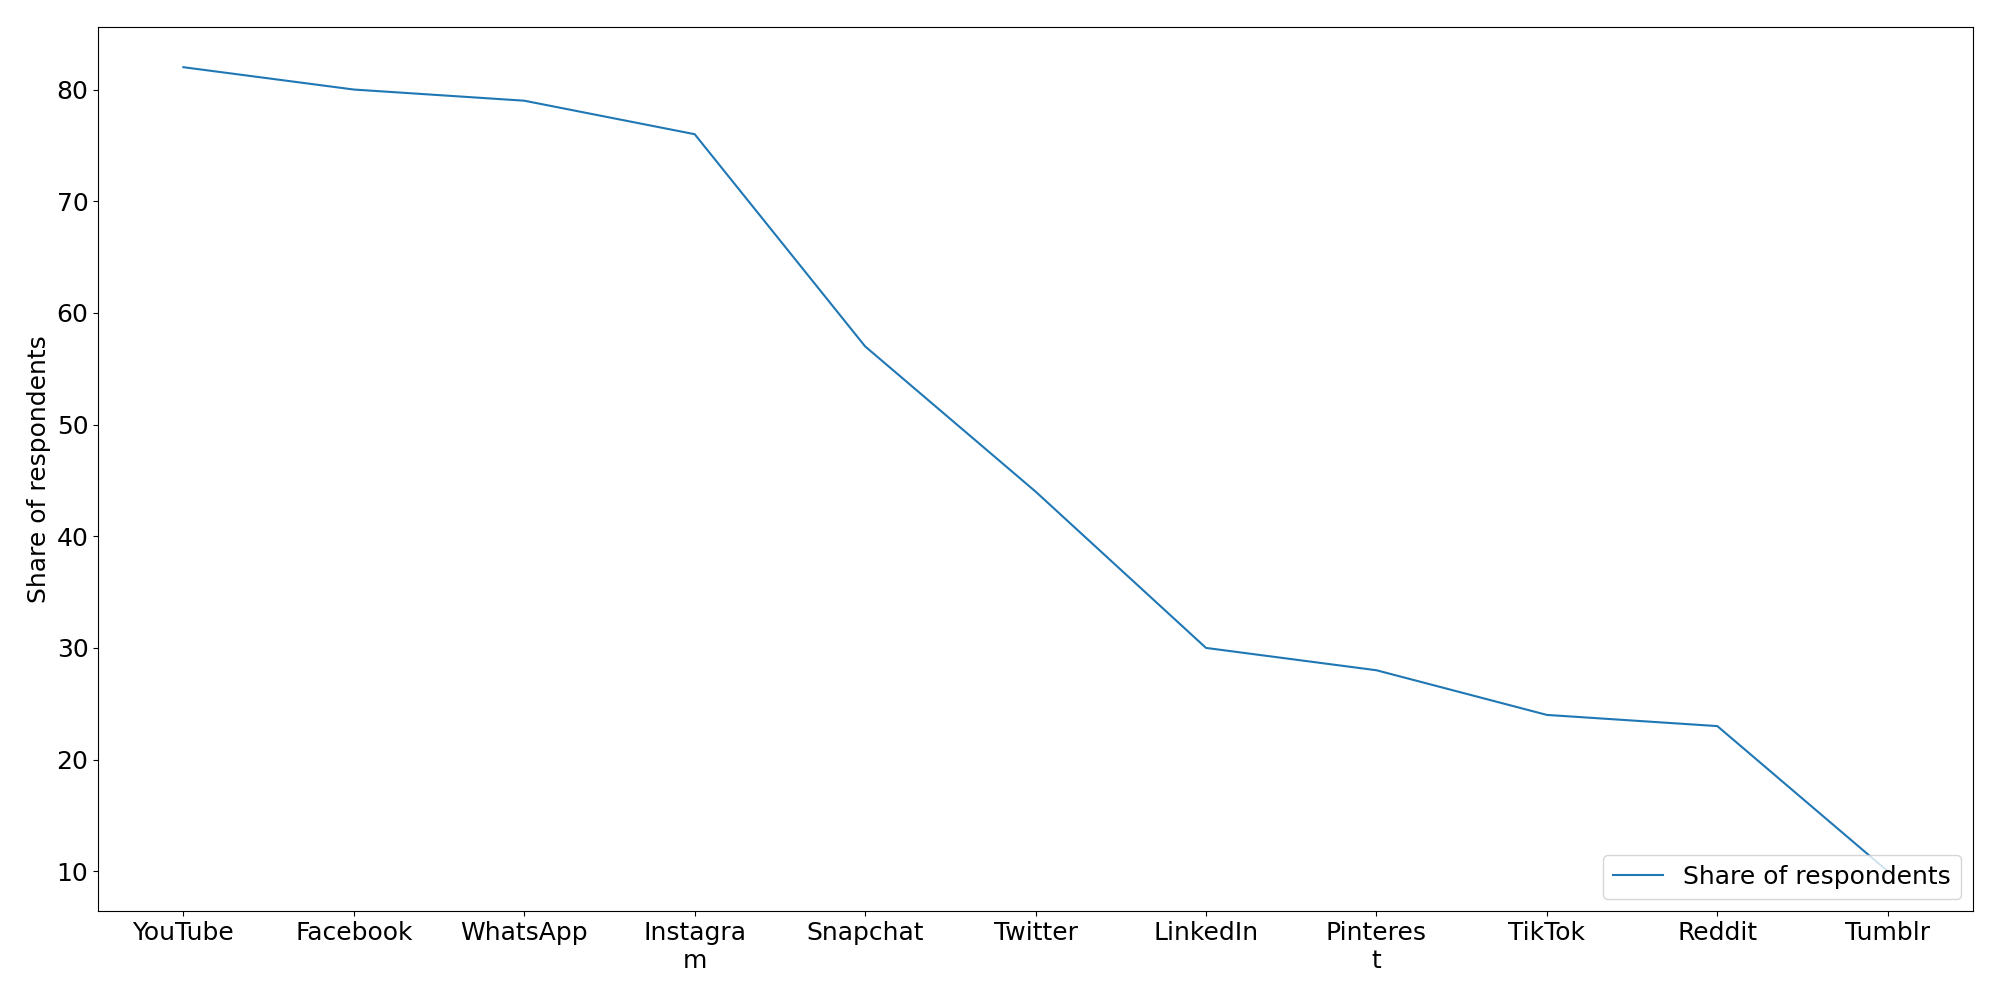 Share of respondents
80
70
60
50
40
30
20
10
Share of respondents
YouTube
Facebook
WhatsApp
Instagra
m
Snapchat
Twitter
LinkedIn
Pinteres
t
TikTok
Reddit
Tumblr